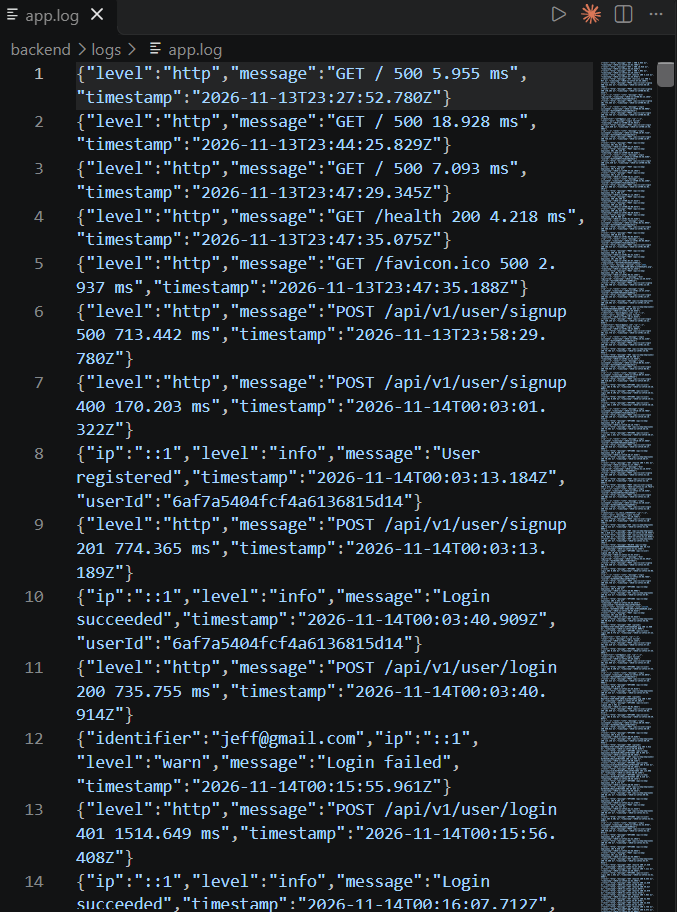 app.log
backend > logs > app.log
1 {"level":"http","message":"GET / 500 5.955 ms",
"timestamp":"2026-11-13T23:27:52.780Z"}
2 {"level":"http","message":"GET / 500 18.928 ms",
"timestamp":"2026-11-13T23:44:25.829Z"}
3 {"level":"http","message":"GET / 500 7.093 ms",
"timestamp":"2026-11-13T23:47:29.345Z"}
4 {"level":"http","message":"GET /health 200 4.218 ms",
"timestamp":"2026-11-13T23:47:35.075Z"}
5 {"level":"http","message":"GET /favicon.ico 500 2.
937 ms","timestamp":"2026-11-13T23:47:35.188Z"}
6 {"level":"http","message":"POST /api/v1/user/signup
500 713.442 ms","timestamp":"2026-11-13T23:58:29.
780Z"}
7 {"level":"http","message":"POST /api/v1/user/signup
400 170.203 ms","timestamp":"2026-11-14T00:03:01.
322Z"}
8 {"ip":"::1","level":"info","message":"User
registered","timestamp":"2026-11-14T00:03:13.184Z",
"userId":"6af7a5404fcf4a6136815d14"}
9 {"level":"http","message":"POST /api/v1/user/signup
201 774.365 ms","timestamp":"2026-11-14T00:03:13.
189Z"}
10 {"ip":"::1","level":"info","message":"Login
succeeded","timestamp":"2026-11-14T00:03:40.909Z",
"userId":"6af7a5404fcf4a6136815d14"}
11 {"level":"http","message":"POST /api/v1/user/login
200 735.755 ms","timestamp":"2026-11-14T00:03:40.
914Z"}
12 {"identifier":"jeff@gmail.com","ip":"::1",
"level":"warn","message":"Login failed",
"timestamp":"2026-11-14T00:15:55.961Z"}
13 {"level":"http","message":"POST /api/v1/user/login
401 1514.649 ms","timestamp":"2026-11-14T00:15:56.
408Z"}
14 {"ip":"::1","level":"info","message":"Login
succeeded","timestamp":"2026-11-14T00:16:07.712Z",